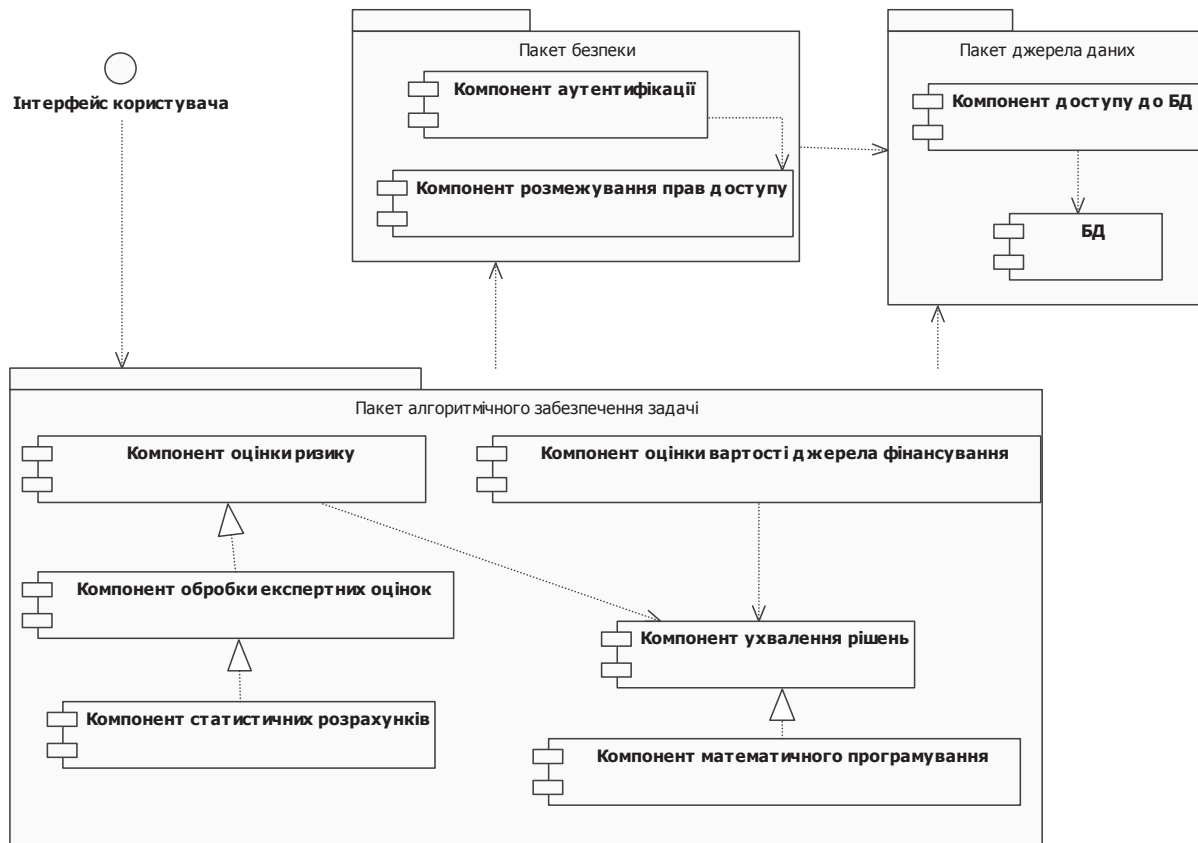 Пакет безпеки
Компонент аутентифікації
Компонент розмежування прав доступу
Пакет джерела даних
Компонент доступу до БД
БД
Інтерфейс користувача
Пакет алгоритмічного забезпечення задачі
Компонент оцінки ризику
Компонент оцінки вартості джерела фінансування
Компонент обробки експертних оцінок
Компонент ухвалення рішень
Компонент статистичних розрахунків
Компонент математичного програмування